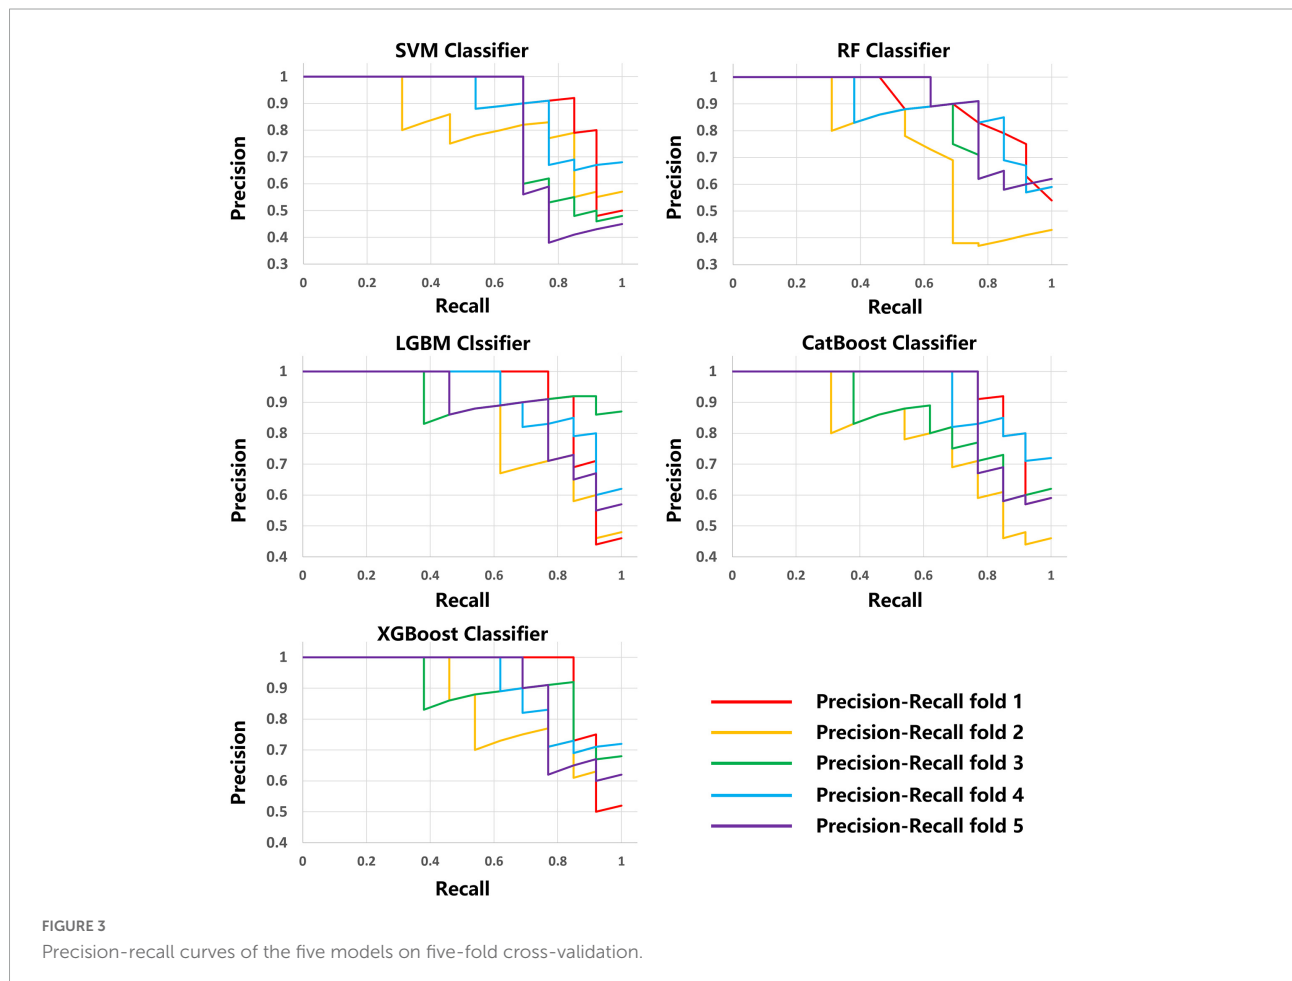 SVM Classifier
1
0.9
0.8
0.7
0.6
0.5
0.4
0.3
Precision
0 0.2 0.4 0.6 0.8 1
Recall
RF Classifier
1
0.9
0.8
0.7
0.6
0.5
0.4
0.3
Precision
0 0.2 0.4 0.6 0.8 1
Recall
LGBM Clssifier
1
0.9
0.8
0.7
0.6
0.5
0.4
Precision
0 0.2 0.4 0.6 0.8 1
Recall
CatBoost Classifier
1
0.9
0.8
0.7
0.6
0.5
0.4
Precision
0 0.2 0.4 0.6 0.8 1
Recall
XGBoost Classifier
1
0.9
0.8
0.7
0.6
0.5
0.4
Precision
0 0.2 0.4 0.6 0.8 1
Recall
Precision-Recall fold 1
Precision-Recall fold 2
Precision-Recall fold 3
Precision-Recall fold 4
Precision-Recall fold 5
FIGURE 3
Precision-recall curves of the five models on five-fold cross-validation.